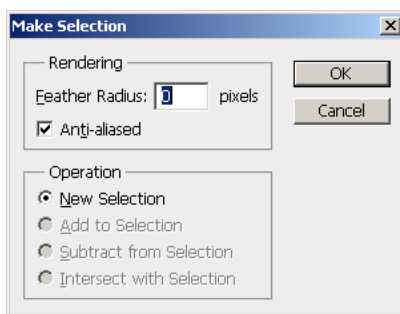 Make Selection
Rendering
Feather Radius: 0 pixels
Anti-aliased
OK
Cancel
Operation
New Selection
Add to Selection
Subtract from Selection
Intersect with Selection